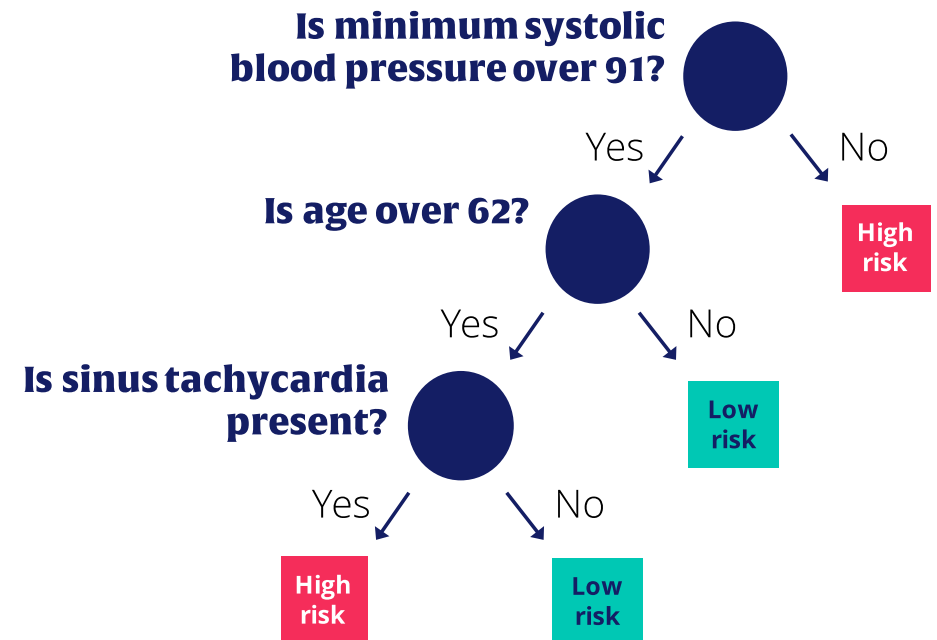 Is minimum systolic
blood pressure over 91?
Yes
No
Is age over 62?
High
risk
Yes
No
Is sinus tachycardia
present?
Low
risk
Yes
No
High
risk
Low
risk